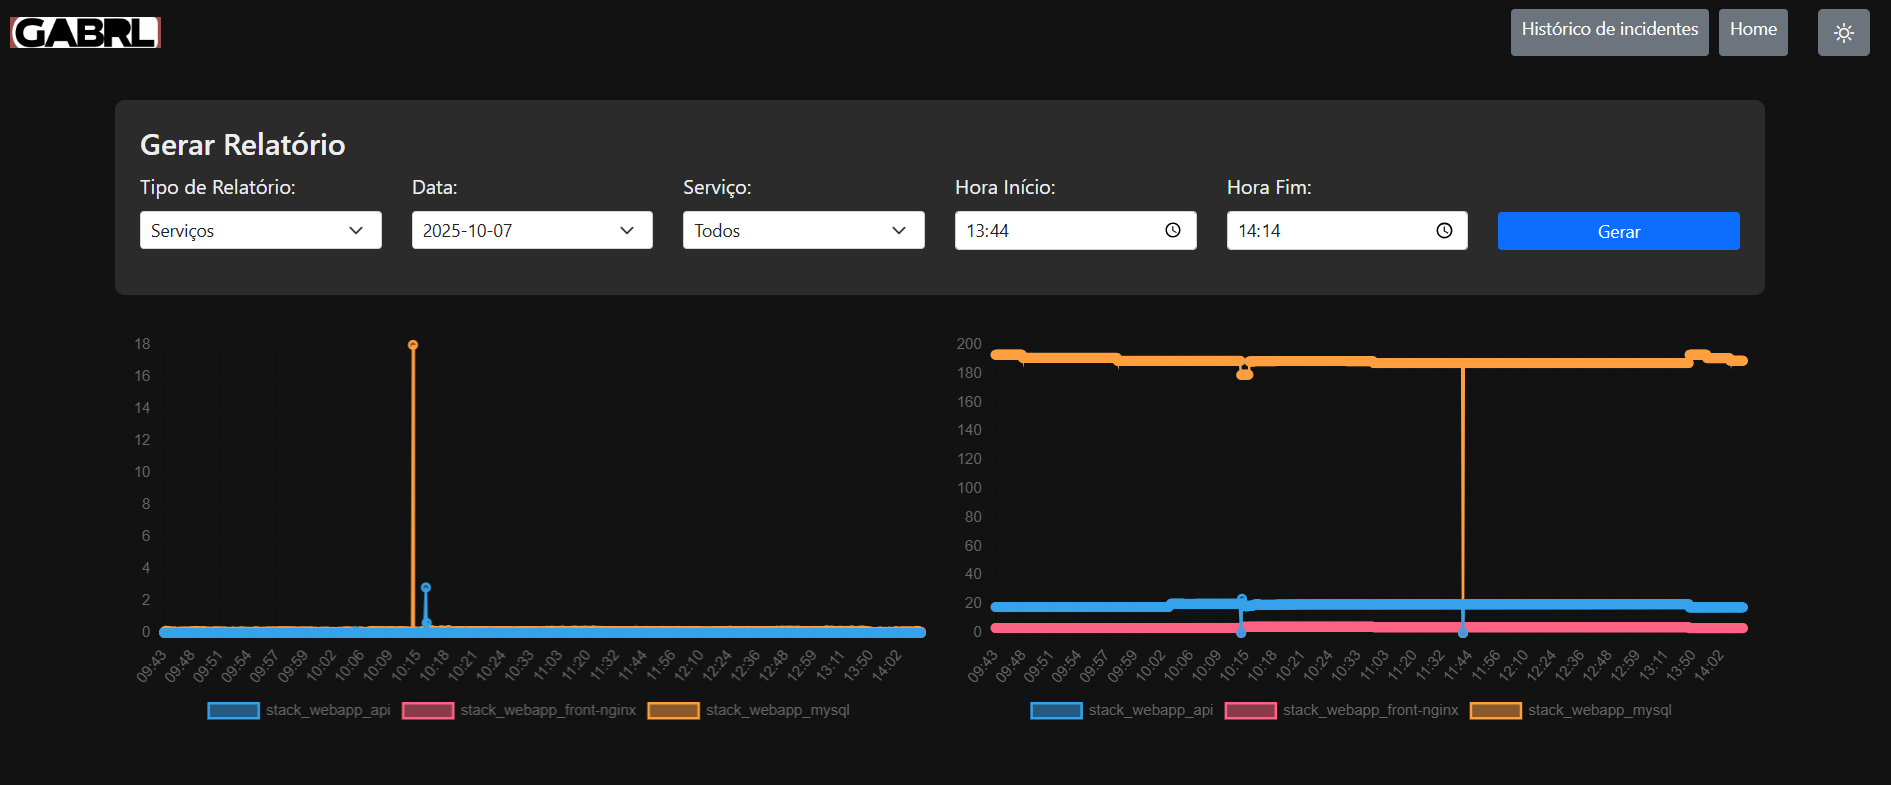 GABRL
Histórico de incidentes
Home
Gerar Relatório
Tipo de Relatório:
Data:
Serviço:
Hora Início:
Hora Fim:
Serviços
2025-10-07
Todos
13:44
14:14
Gerar
18
16
14
12
10
8
6
4
2
0
09:43 09:48 09:51 09:54 09:57 09:59 10:02 10:06 10:09 10:15 10:18 10:21 10:24 10:33 11:03 11:20 11:32 11:44 11:56 12:10 12:24 12:36 12:48 12:59 13:11 13:50 14:02
stack_webapp_api stack_webapp_front-nginx stack_webapp_mysql
200
180
160
140
120
100
80
60
40
20
0
09:43 09:48 09:51 09:54 09:57 09:59 10:02 10:06 10:09 10:15 10:18 10:21 10:24 10:33 11:03 11:20 11:32 11:44 11:56 12:10 12:24 12:36 12:48 12:59 13:11 13:50 14:02
stack_webapp_api stack_webapp_front-nginx stack_webapp_mysql